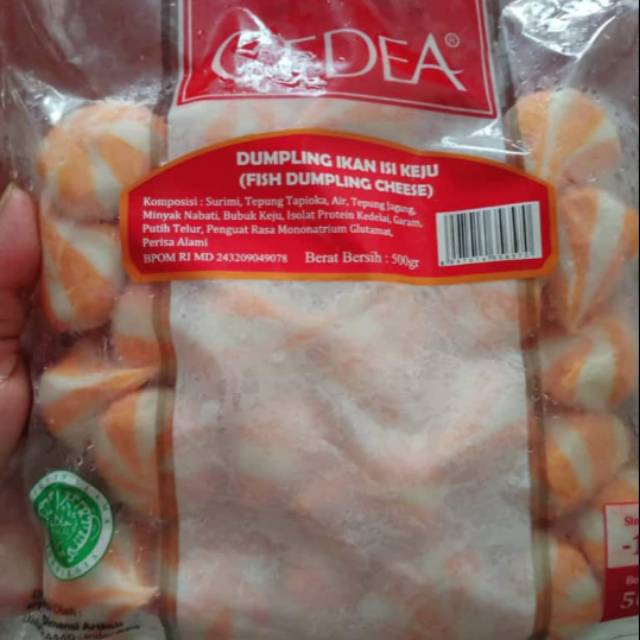 CEDEA®
DUMPLING IKAN ISI KEJU
(FISH DUMPLING CHEESE)
Komposisi : Surimi, Tepung Tapioka, Air, Tepung Jagung,
Minyak Nabati, Bubuk Keju, Isolat Protein Kedelai, Garam,
Putih Telur, Penguat Rasa Mononatrium Glutamat,
Perisa Alami
BPOM RI MD 243209049078 Berat Bersih : 500gr